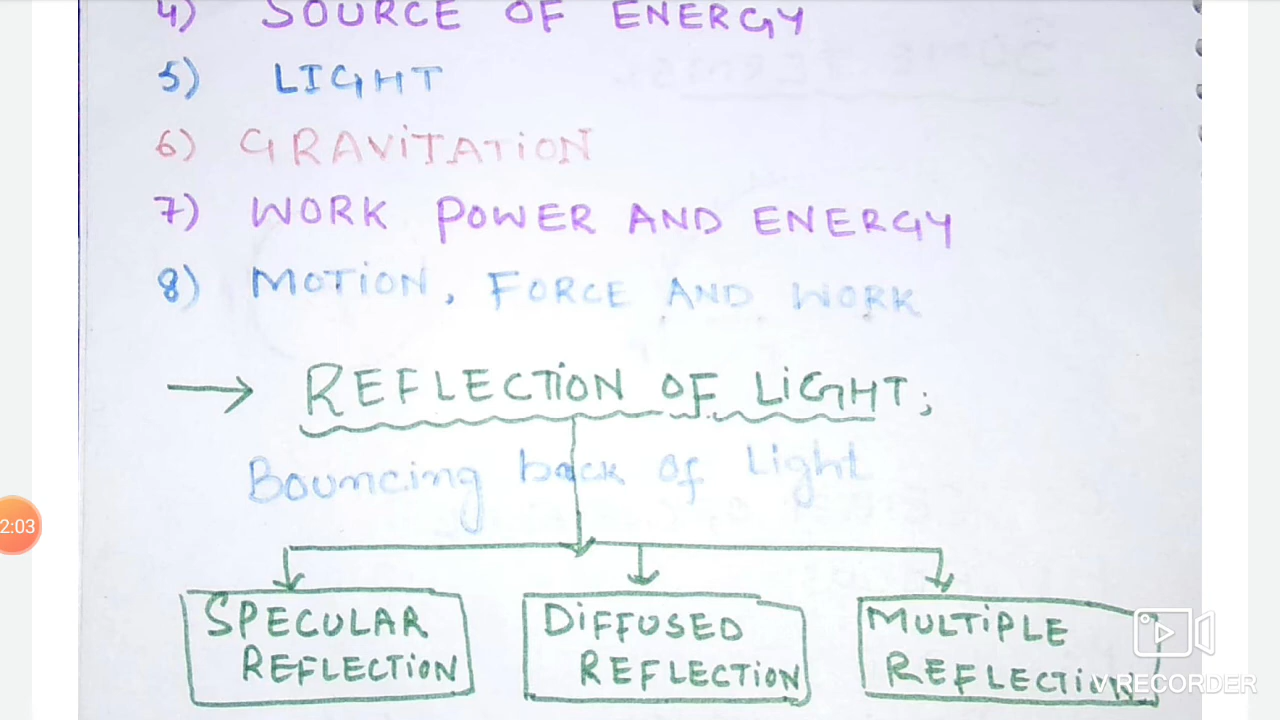 4) SOURCE OF ENERGY
5) LIGHT
6) GRAVITATION
7) WORK POWER AND ENERGY
8) MOTION, FORCE AND WORK
→ REFLECTION OF LIGHT;
Bouncing back of Light
SPECULAR REFLECTION
DIFFUSED REFLECTION
MULTIPLE REFLECTION
2:03
V RECORDER